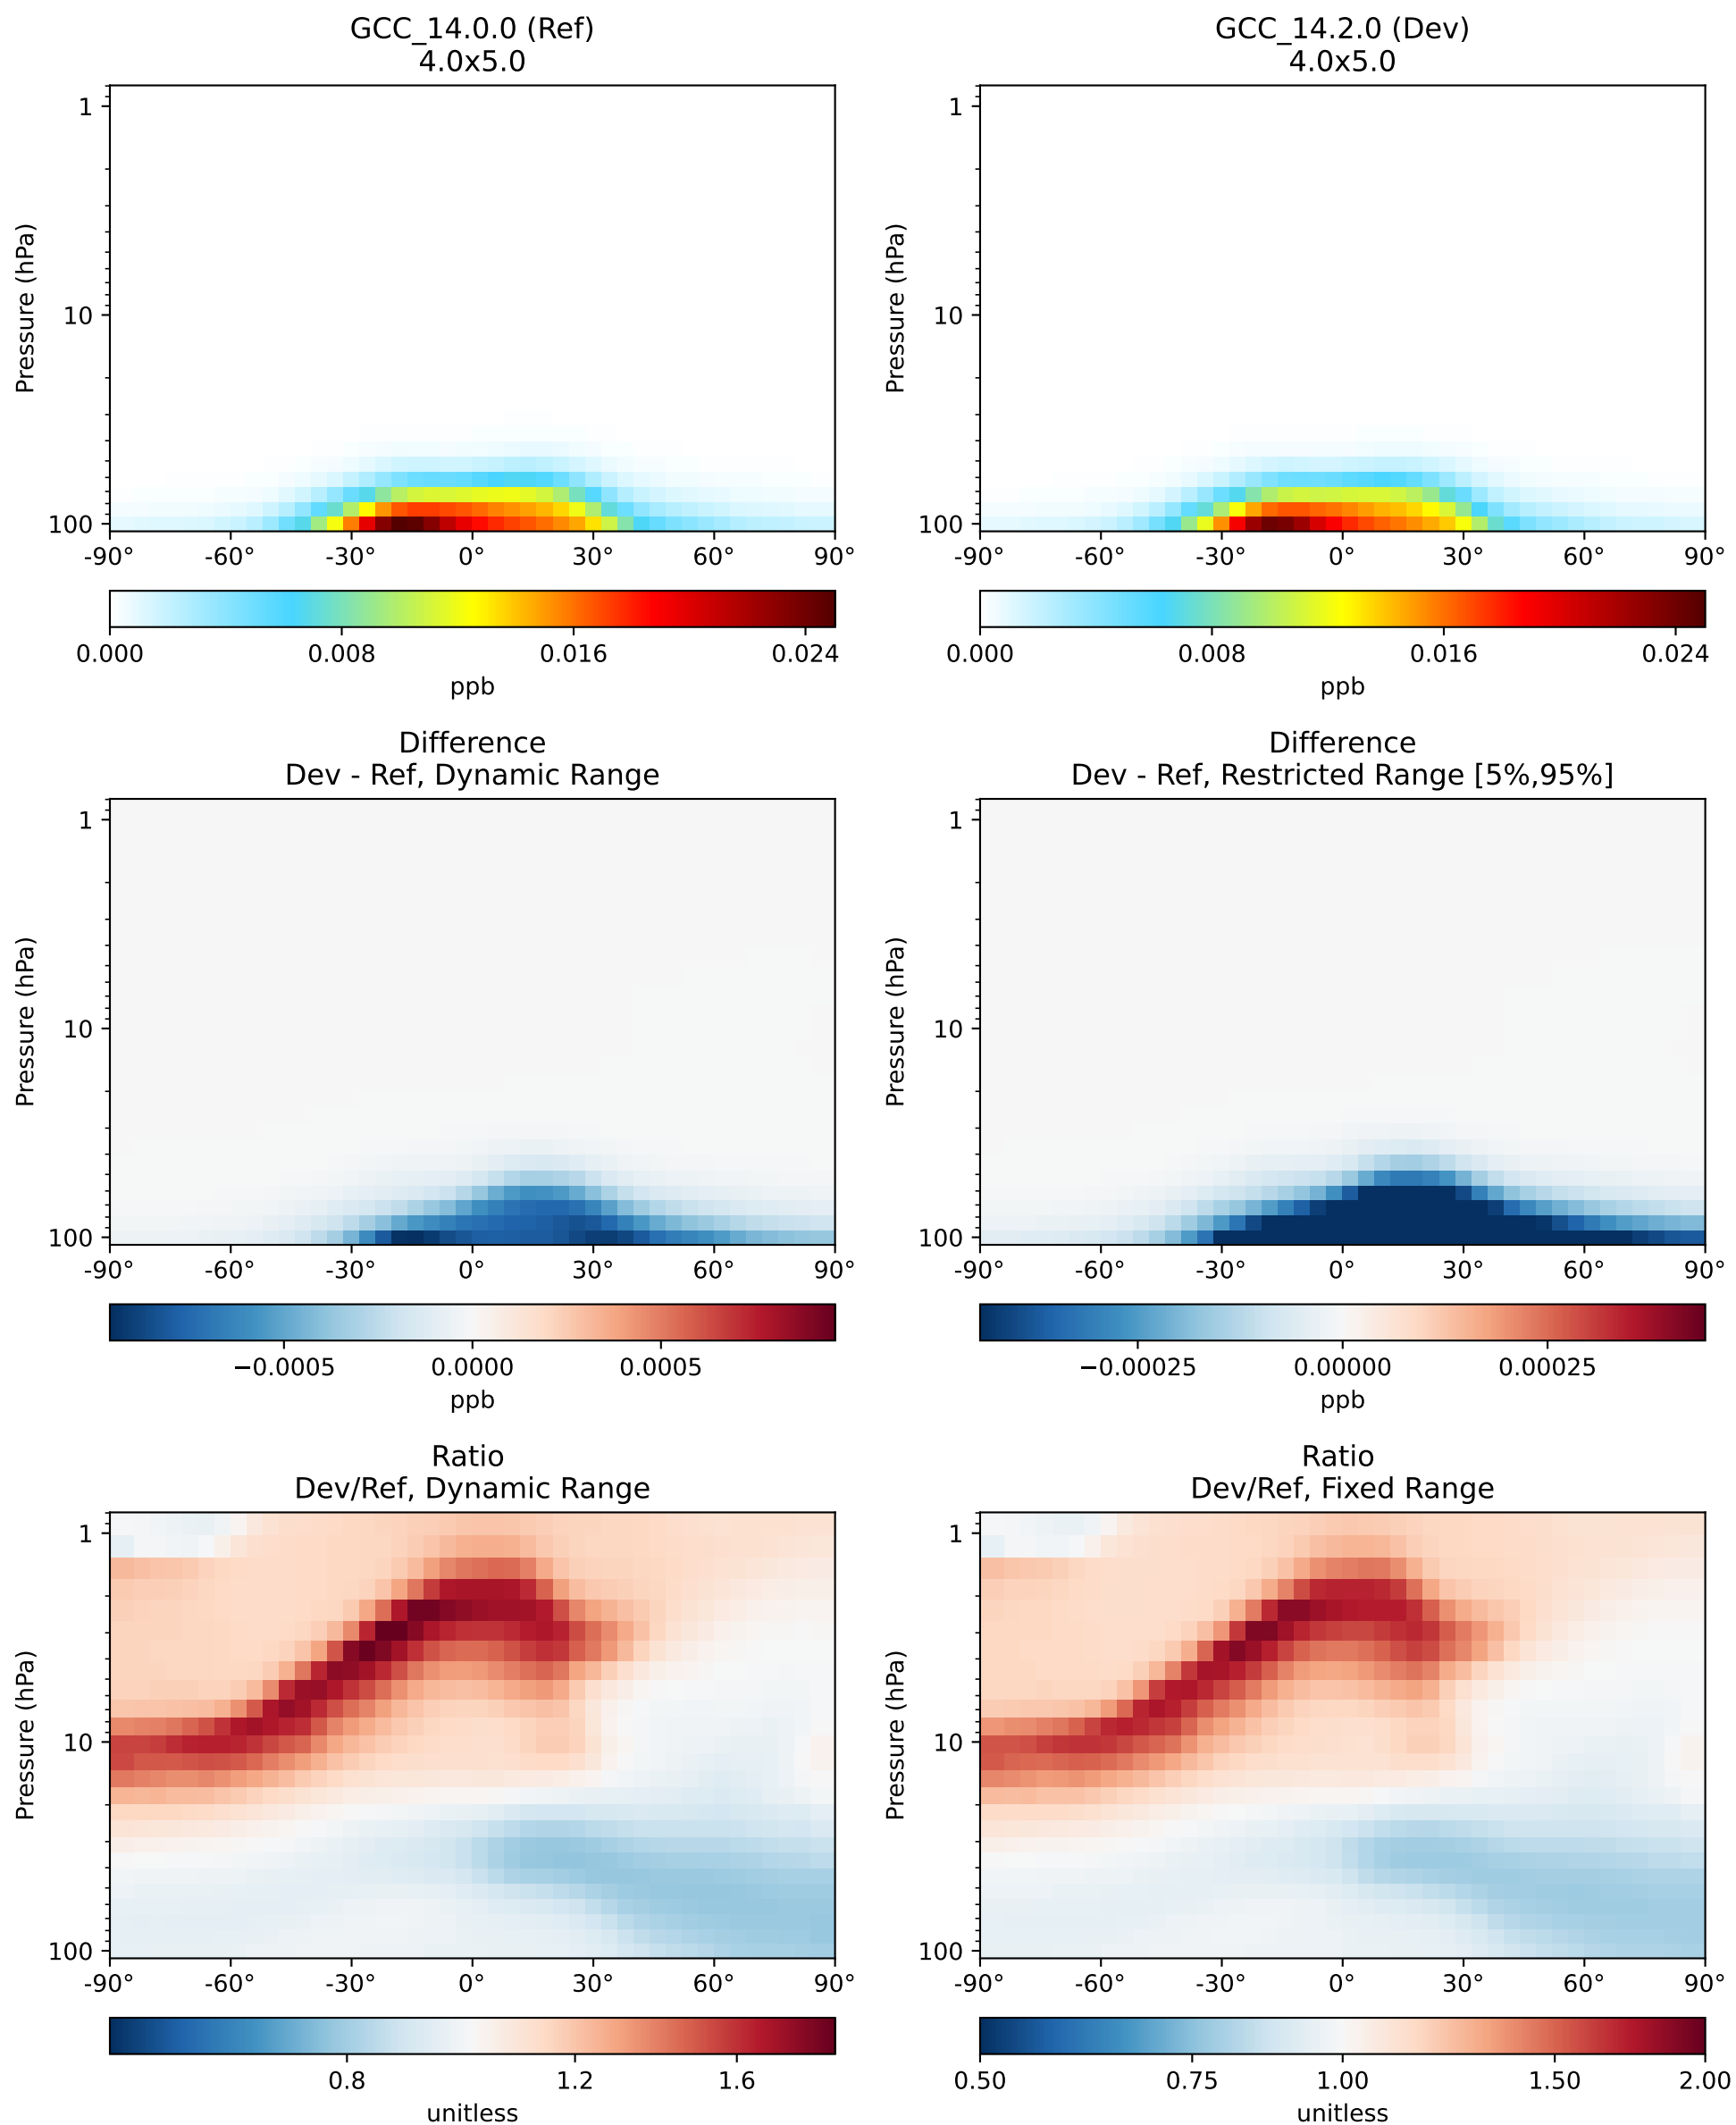 GCC_14.0.0 (Ref)
4.0x5.0
Pressure (hPa)
1
10
100
-90° -60° -30° 0° 30° 60° 90°
0.000 0.008 0.016 0.024
ppb
GCC_14.2.0 (Dev)
4.0x5.0
Pressure (hPa)
1
10
100
-90° -60° -30° 0° 30° 60° 90°
0.000 0.008 0.016 0.024
ppb
Difference
Dev - Ref, Dynamic Range
Pressure (hPa)
1
10
100
-90° -60° -30° 0° 30° 60° 90°
−0.0005 0.0000 0.0005
ppb
Difference
Dev - Ref, Restricted Range [5%,95%]
Pressure (hPa)
1
10
100
-90° -60° -30° 0° 30° 60° 90°
−0.00025 0.00000 0.00025
ppb
Ratio
Dev/Ref, Dynamic Range
Pressure (hPa)
1
10
100
-90° -60° -30° 0° 30° 60° 90°
0.8 1.2 1.6
unitless
Ratio
Dev/Ref, Fixed Range
Pressure (hPa)
1
10
100
-90° -60° -30° 0° 30° 60° 90°
0.50 0.75 1.00 1.50 2.00
unitless